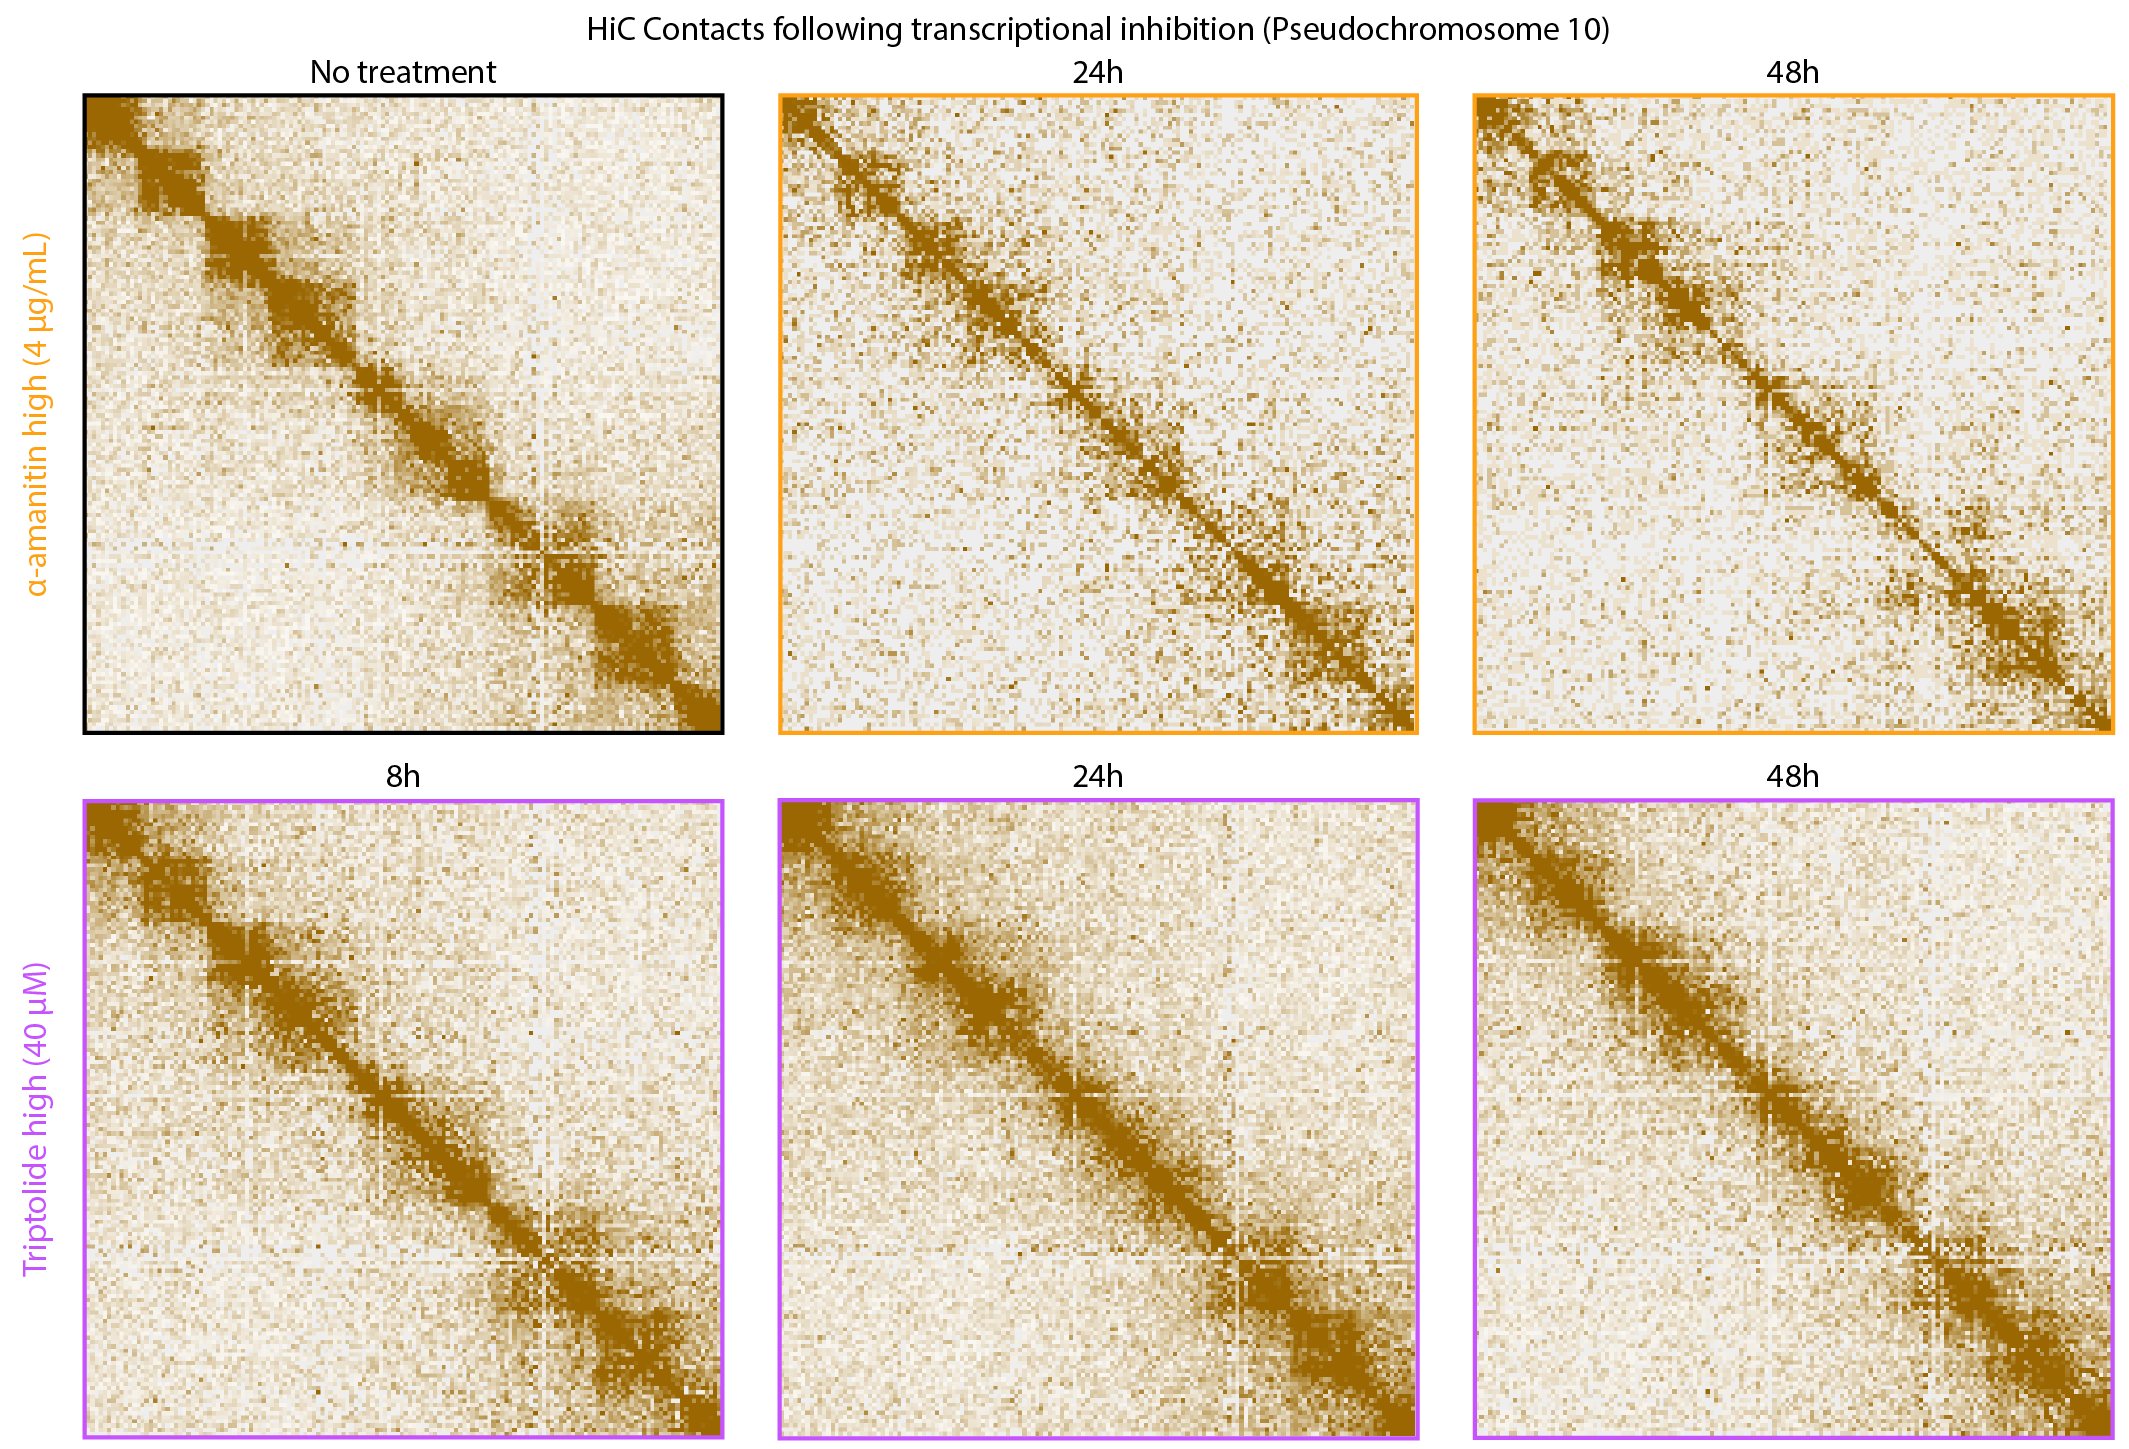 HiC Contacts following transcriptional inhibition (Pseudochromosome 10)
No treatment
24h
48h
α-amanitin high (4 µg/mL)
8h
24h
48h
Triptolide high (40 µM)